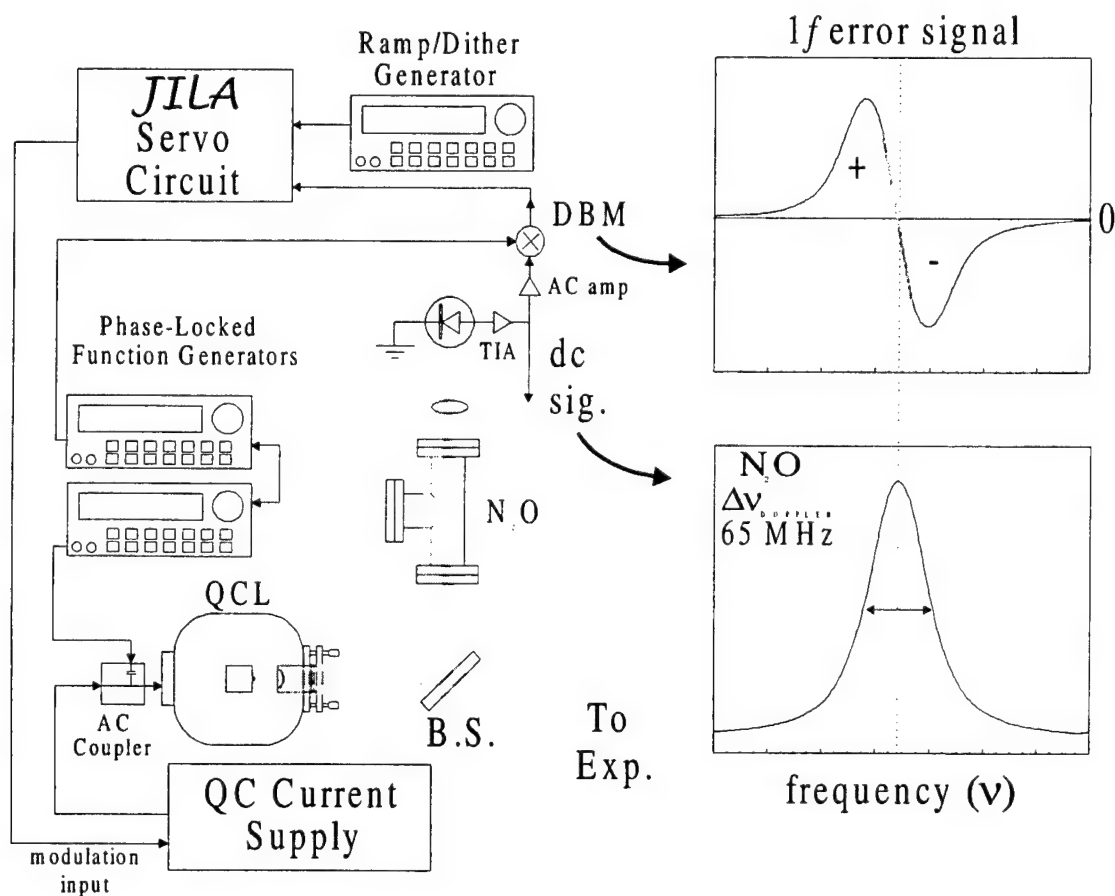 Ramp/Dither
Generator
JILA
Servo
Circuit
1f error signal
+
-
0
DBM
AC amp
TIA
dc
sig.
Phase-Locked
Function Generators
N2O
N2O
ΔνDOPPLER
65 MHz
QCL
AC
Coupler
B.S.
To
Exp.
QC Current
Supply
modulation
input
frequency (ν)